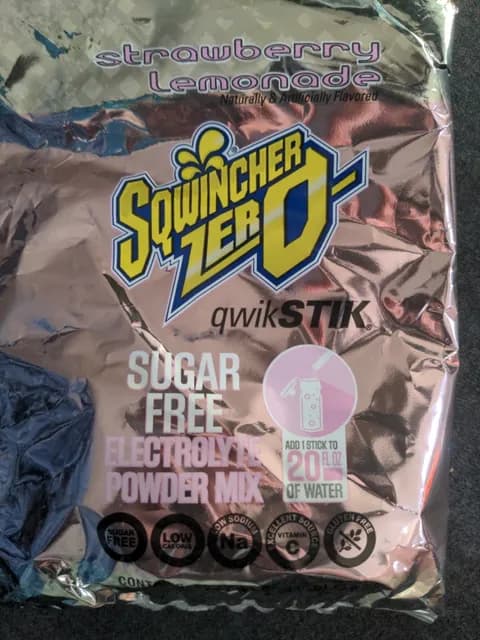 strawberry
Lemonade
Naturally & Artificially Flavored
SQWINCHER
ZERO
qwikSTIK®
SUGAR
FREE
ELECTROLYTE
POWDER MIX
ADD 1 STICK TO
20 FL OZ
OF WATER
SUGAR FREE
LOW CALORIE
LOW SODIUM Na
EXCELLENT SOURCE VITAMIN C
GLUTEN FREE